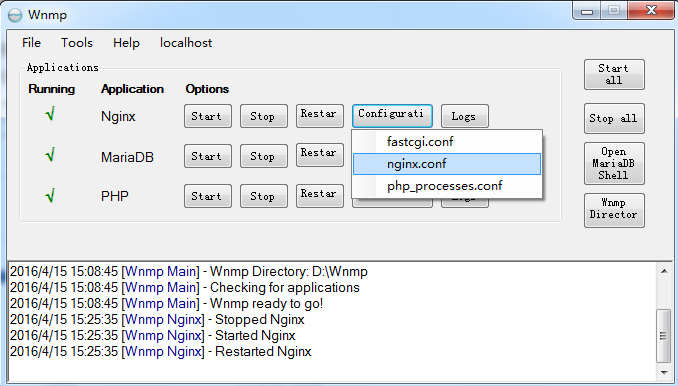 Wnmp
File Tools Help localhost
Applications
Running Application Options
√ Nginx Start Stop Restar Configurati Logs
fastcgi.conf
√ MariaDB Start Stop Restar
nginx.conf
php_processes.conf
√ PHP Start Stop Restar Logs
Start all
Stop all
Open MariaDB Shell
Wnmp Director
2016/4/15 15:08:45 [Wnmp Main] - Wnmp Directory: D:\Wnmp
2016/4/15 15:08:45 [Wnmp Main] - Checking for applications
2016/4/15 15:08:45 [Wnmp Main] - Wnmp ready to go!
2016/4/15 15:25:35 [Wnmp Nginx] - Stopped Nginx
2016/4/15 15:25:35 [Wnmp Nginx] - Started Nginx
2016/4/15 15:25:35 [Wnmp Nginx] - Restarted Nginx